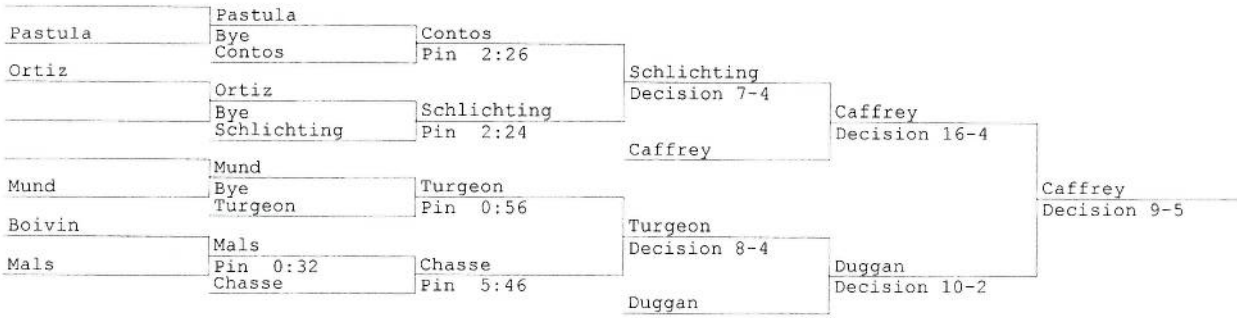 Pastula
Pastula
Bye
Contos
Contos
Pin 2:26
Ortiz
Ortiz
Bye
Schlichting
Schlichting
Pin 2:24
Schlichting
Decision 7-4
Caffrey
Caffrey
Decision 16-4
Mund
Mund
Bye
Turgeon
Turgeon
Pin 0:56
Boivin
Mals
Mals
Pin 0:32
Chasse
Chasse
Pin 5:46
Turgeon
Decision 8-4
Duggan
Duggan
Decision 10-2
Caffrey
Decision 9-5